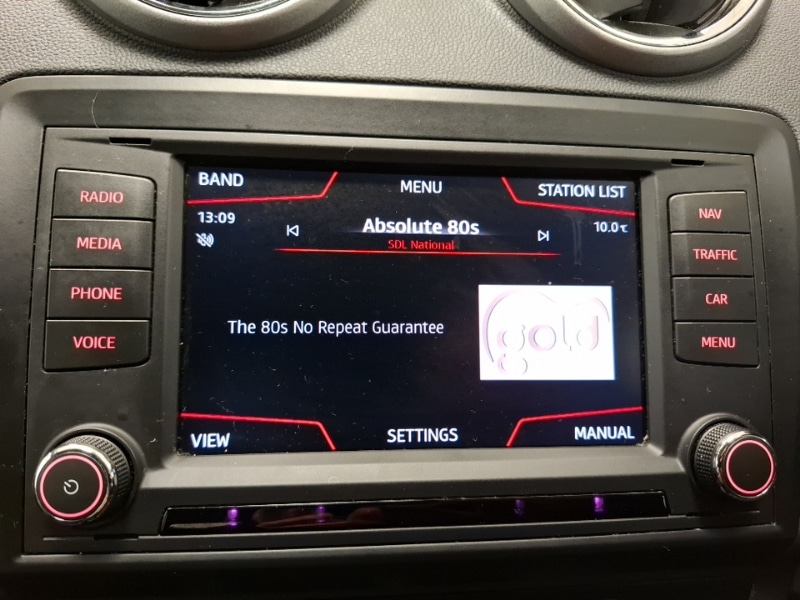 BAND
MENU
STATION LIST
13:09
Absolute 80s
10.0°c
SDL National
The 80s No Repeat Guarantee
gold
VIEW
SETTINGS
MANUAL
RADIO
MEDIA
PHONE
VOICE
NAV
TRAFFIC
CAR
MENU